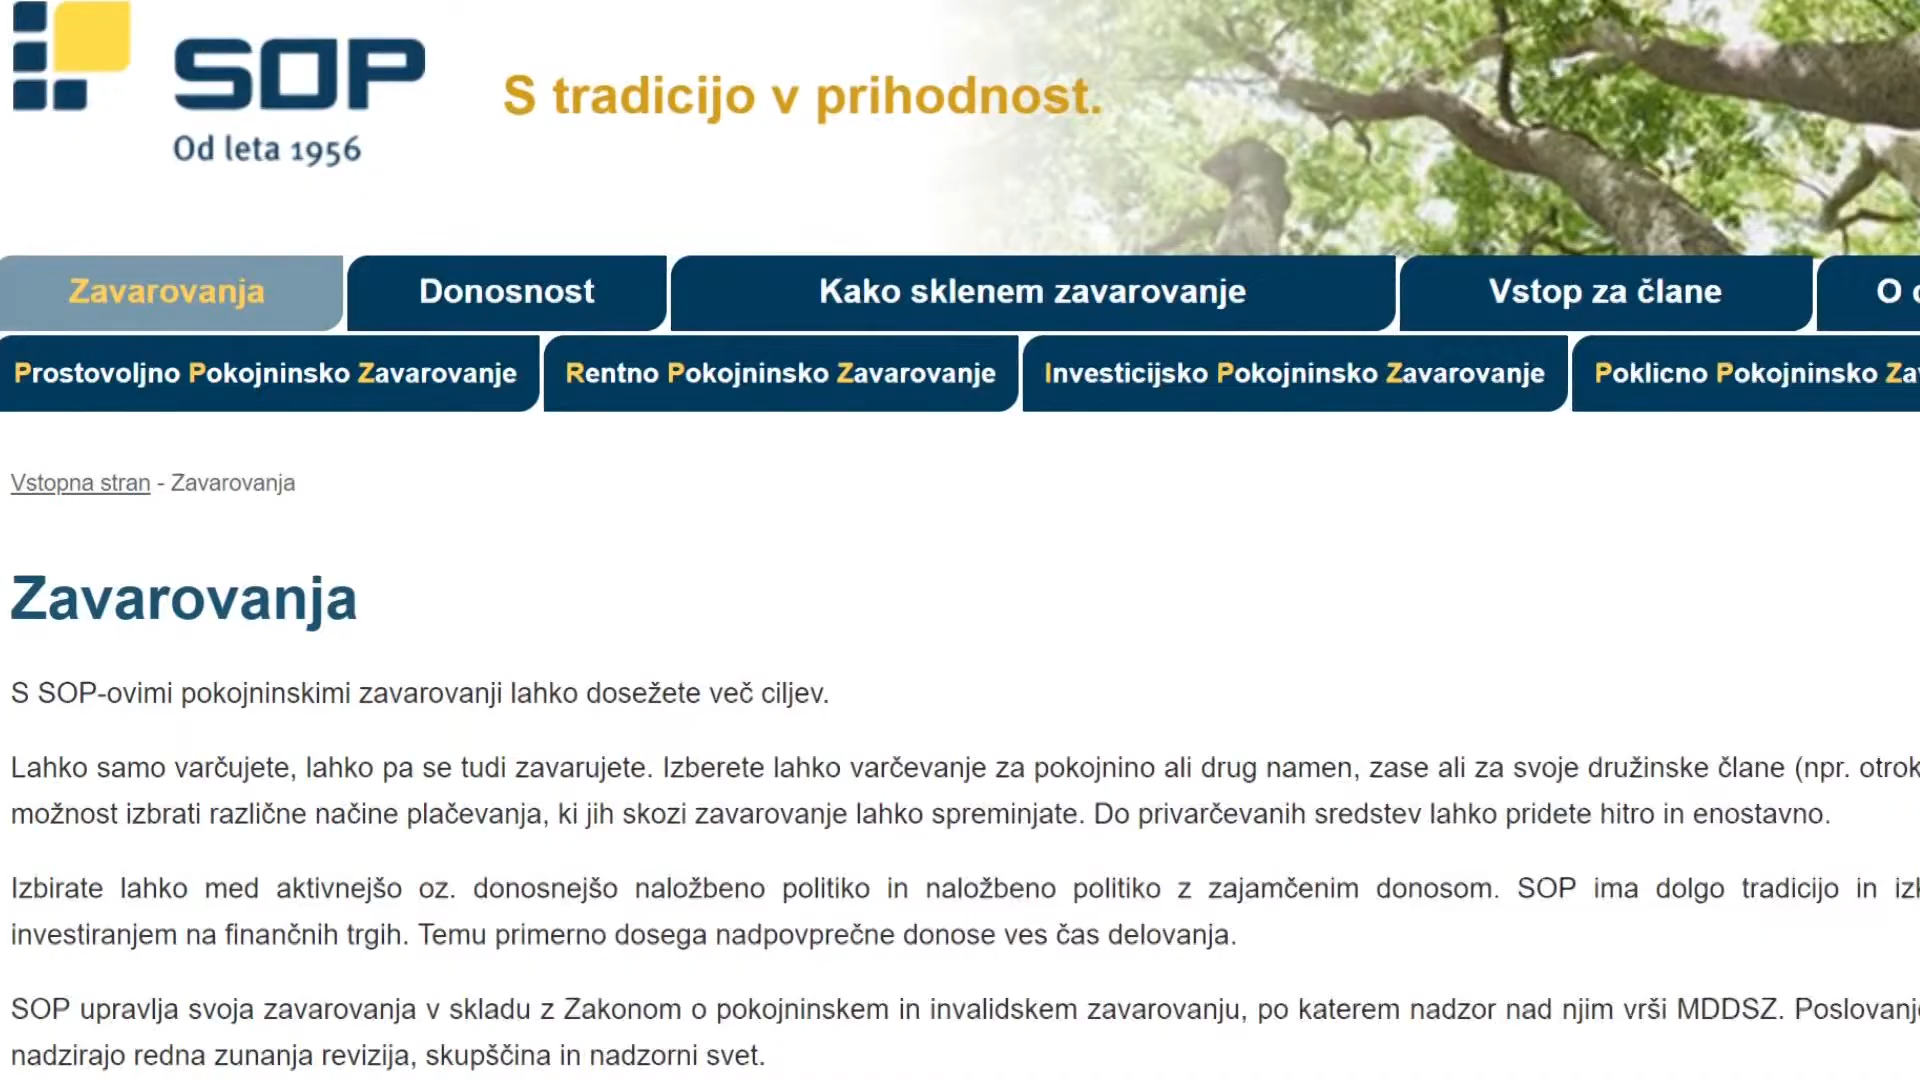 SOP
Od leta 1956
S tradicijo v prihodnost.
Zavarovanja
Donosnost
Kako sklenem zavarovanje
Vstop za člane
O
Prostovoljno Pokojninsko Zavarovanje
Rentno Pokojninsko Zavarovanje
Investicijsko Pokojninsko Zavarovanje
Poklicno Pokojninsko
Vstopna stran - Zavarovanja
Zavarovanja
S SOP-ovimi pokojninskimi zavarovanji lahko dosežete več ciljev.
Lahko samo varčujete, lahko pa se tudi zavarujete. Izberete lahko varčevanje za pokojnino ali drug namen, zase ali za svoje družinske člane (npr.
možnost izbrati različne načine plačevanja, ki jih skozi zavarovanje lahko spreminjate. Do privarčevanih sredstev lahko pridete hitro in enostavno.
Izbirate lahko med aktivnejšo oz. donosnejšo naložbeno politiko in naložbeno politiko z zajamčenim donosom. SOP ima dolgo tradicijo in
investiranjem na finančnih trgih. Temu primerno dosega nadpovprečne donose ves čas delovanja.
SOP upravlja svoja zavarovanja v skladu z Zakonom o pokojninskem in invalidskem zavarovanju, po katerem nadzor nad njim vrši MDDSZ.
nadzirajo redna zunanja revizija, skupščina in nadzorni svet.